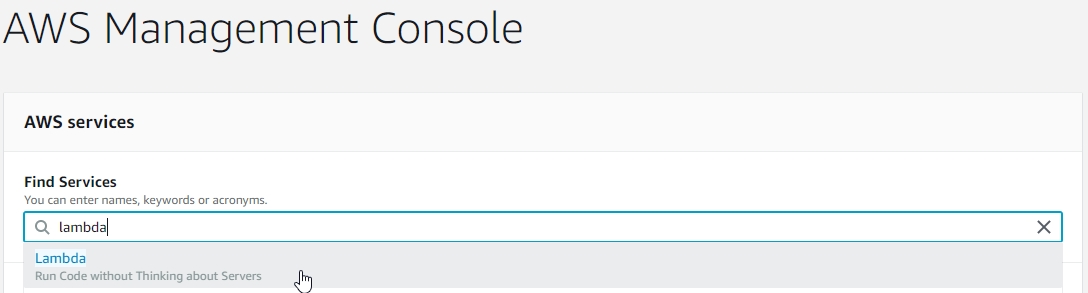 AWS Management Console
AWS services
Find Services
You can enter names, keywords or acronyms.
lambda
Lambda
Run Code without Thinking about Servers